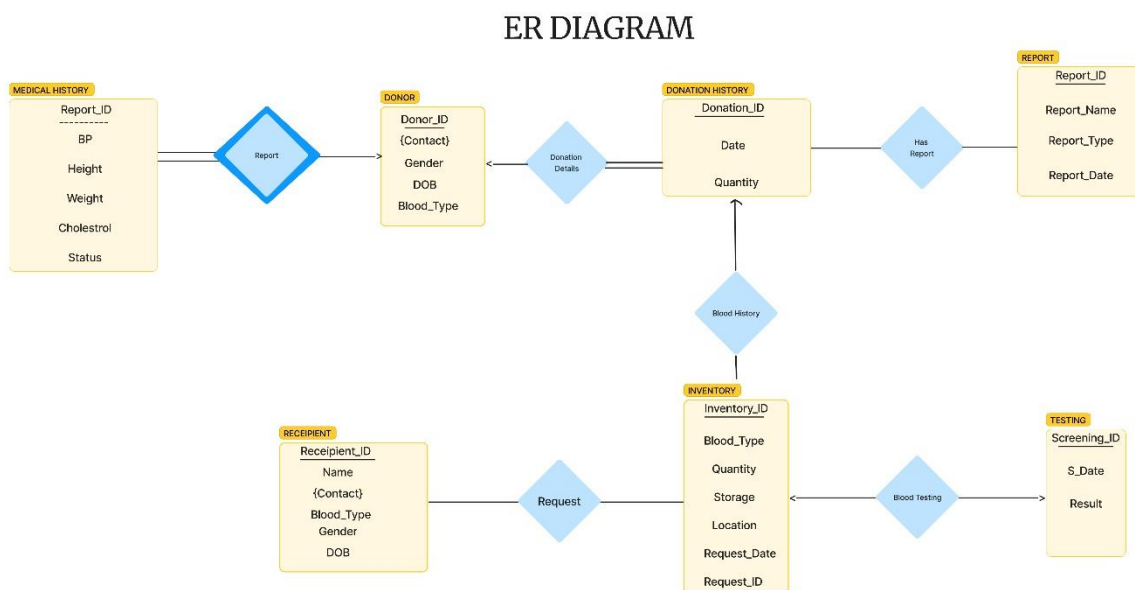 ER DIAGRAM
MEDICAL HISTORY
Report_ID
BP
Height
Weight
Cholestrol
Status
Report
DONOR
Donor_ID
{Contact}
Gender
DOB
Blood_Type
Donation
Details
DONATION HISTORY
Donation_ID
Date
Quantity
Has
Report
REPORT
Report_ID
Report_Name
Report_Type
Report_Date
Blood History
RECEIPIENT
Receipient_ID
Name
{Contact}
Blood_Type
Gender
DOB
Request
INVENTORY
Inventory_ID
Blood_Type
Quantity
Storage
Location
Request_Date
Request_ID
Blood Testing
TESTING
Screening_ID
S_Date
Result